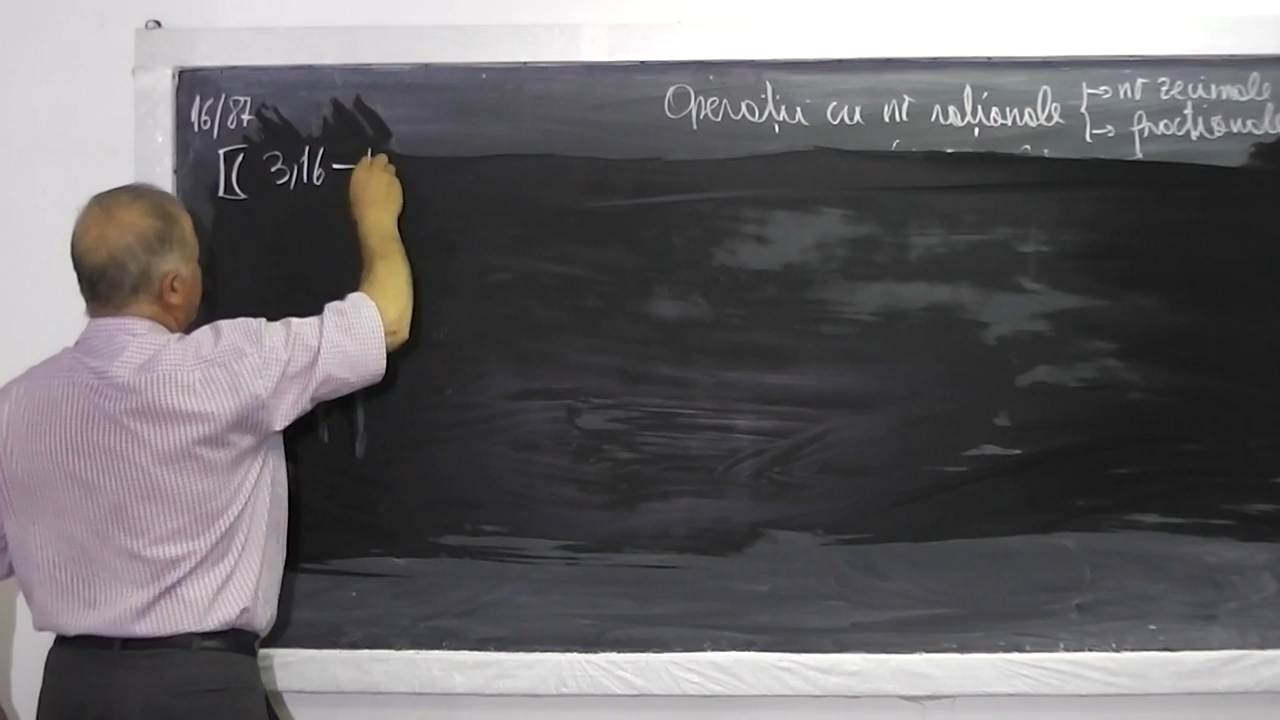 16/87
Operații cu nr raționale
→ nr zecimale
→ fracționale
[( 3,16 –